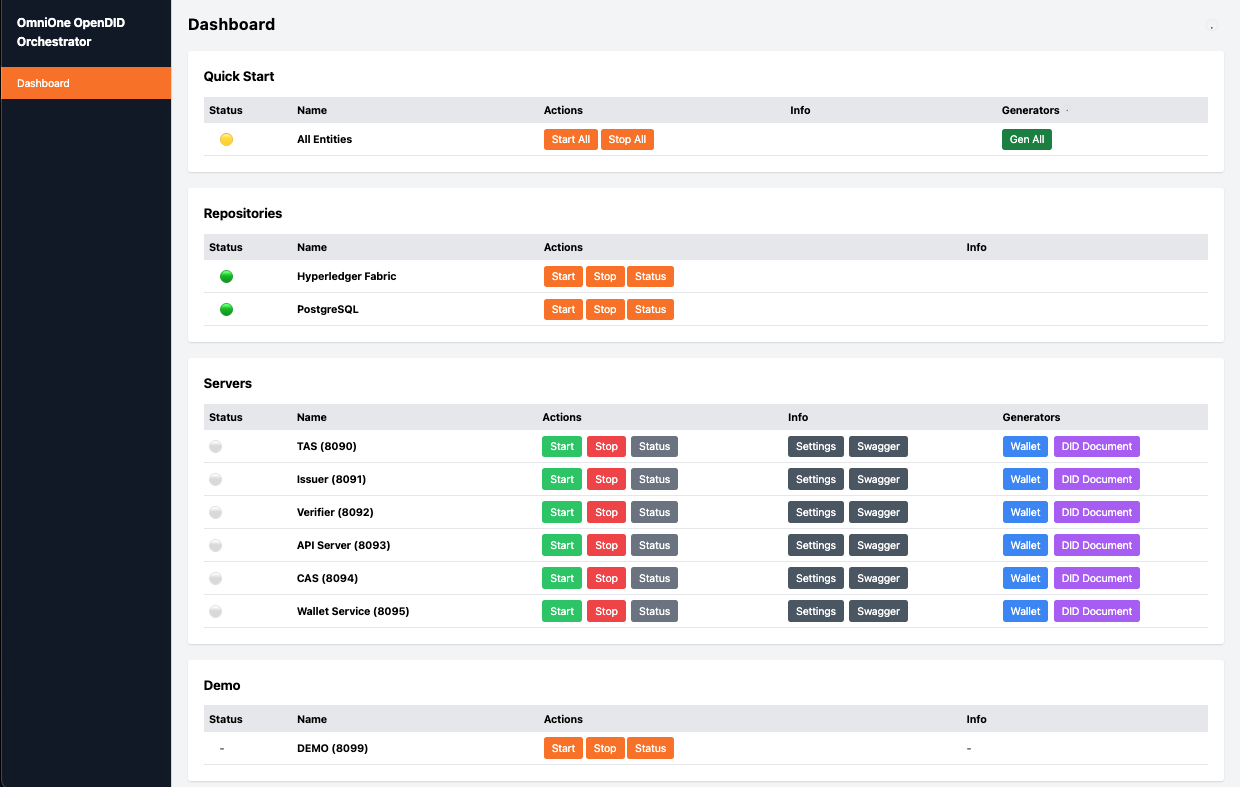 OmniOne OpenDID
Orchestrator
Dashboard
Dashboard
Quick Start
Status Name Actions Info Generators
All Entities Start All Stop All Gen All
Repositories
Status Name Actions Info
Hyperledger Fabric Start Stop Status
PostgreSQL Start Stop Status
Servers
Status Name Actions Info Generators
TAS (8090) Start Stop Status Settings Swagger Wallet DID Document
Issuer (8091) Start Stop Status Settings Swagger Wallet DID Document
Verifier (8092) Start Stop Status Settings Swagger Wallet DID Document
API Server (8093) Start Stop Status Settings Swagger Wallet DID Document
CAS (8094) Start Stop Status Settings Swagger Wallet DID Document
Wallet Service (8095) Start Stop Status Settings Swagger Wallet DID Document
Demo
Status Name Actions Info
- DEMO (8099) Start Stop Status -